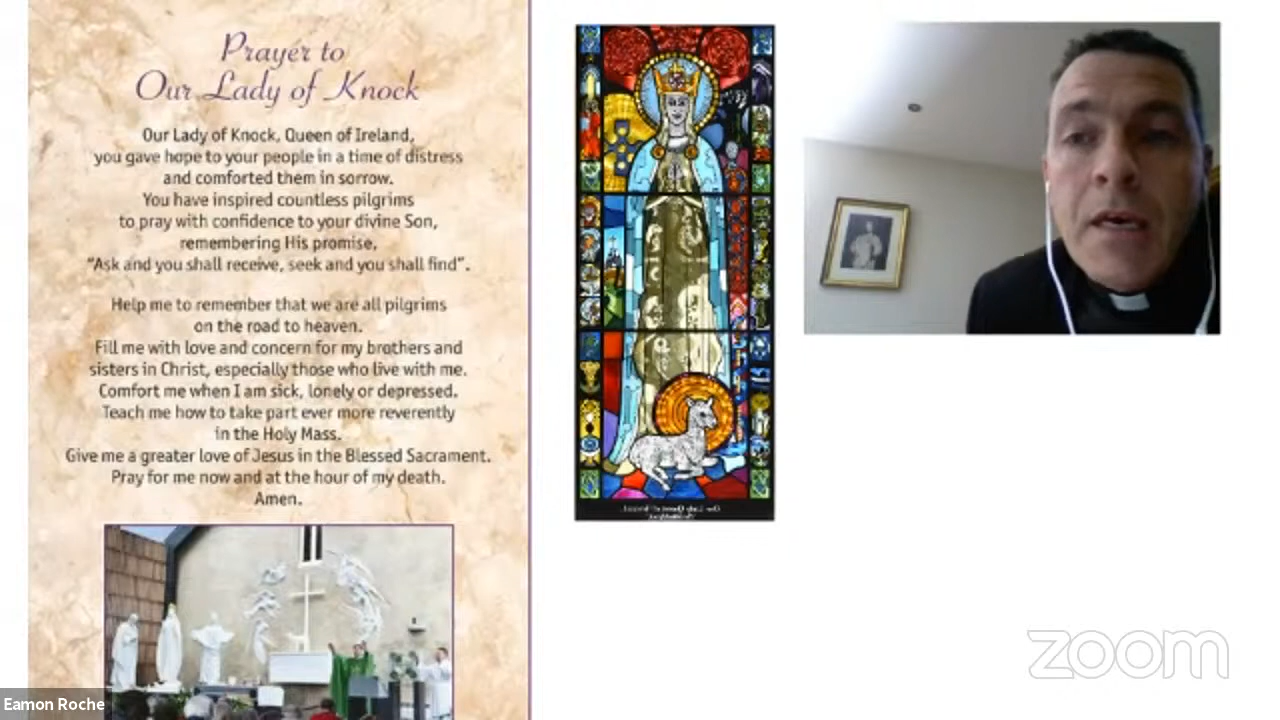 Prayer to
Our Lady of Knock
Our Lady of Knock, Queen of Ireland,
you gave hope to your people in a time of distress
and comforted them in sorrow.
You have inspired countless pilgrims
to pray with confidence to your divine Son,
remembering His promise,
“Ask and you shall receive, seek and you shall find”.
Help me to remember that we are all pilgrims
on the road to heaven.
Fill me with love and concern for my brothers and
sisters in Christ, especially those who live with me.
Comfort me when I am sick, lonely or depressed.
Teach me how to take part ever more reverently
in the Holy Mass.
Give me a greater love of Jesus in the Blessed Sacrament.
Pray for me now and at the hour of my death.
Amen.
Eamon Roche
zoom